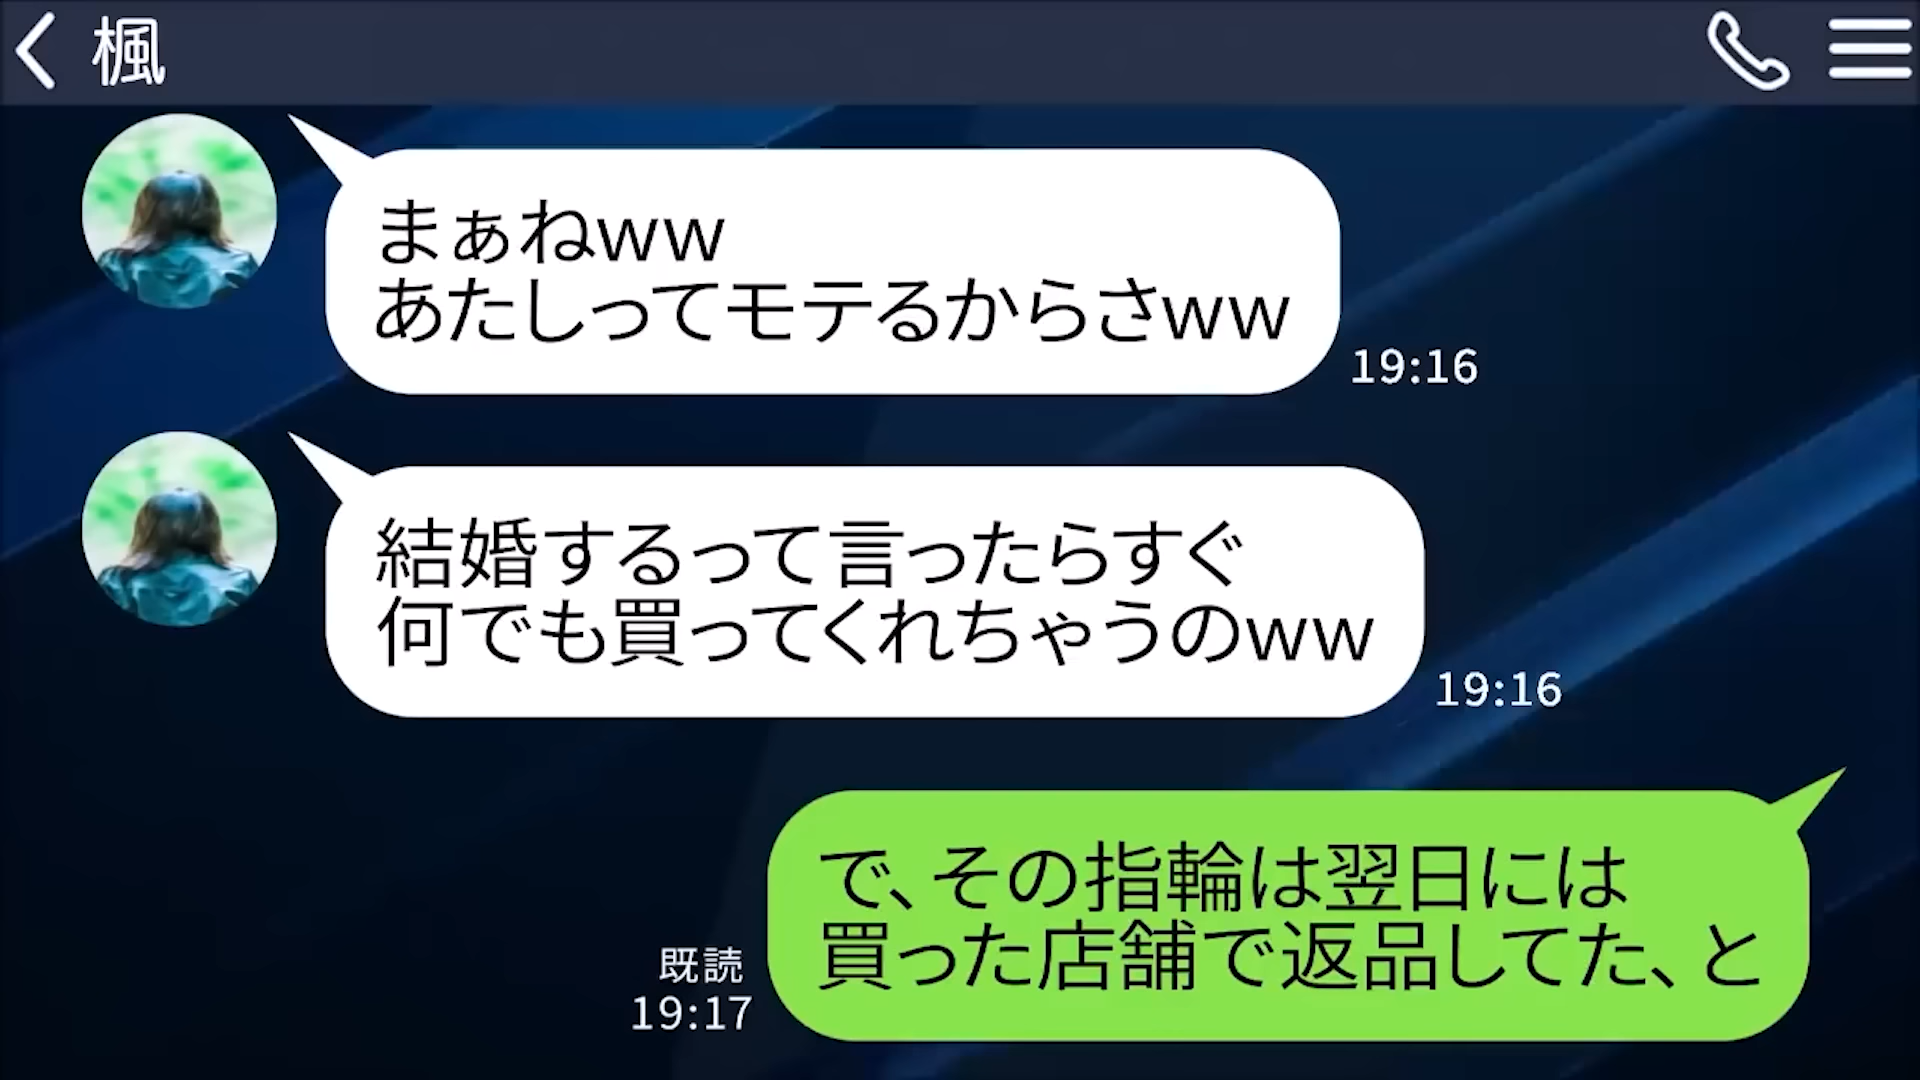 楓
まぁねww
あたしってモテるからさww
19:16
結婚するって言ったらすぐ
何でも買ってくれちゃうのww
19:16
で、その指輪は翌日には
買った店舗で返品してた、と
既読
19:17